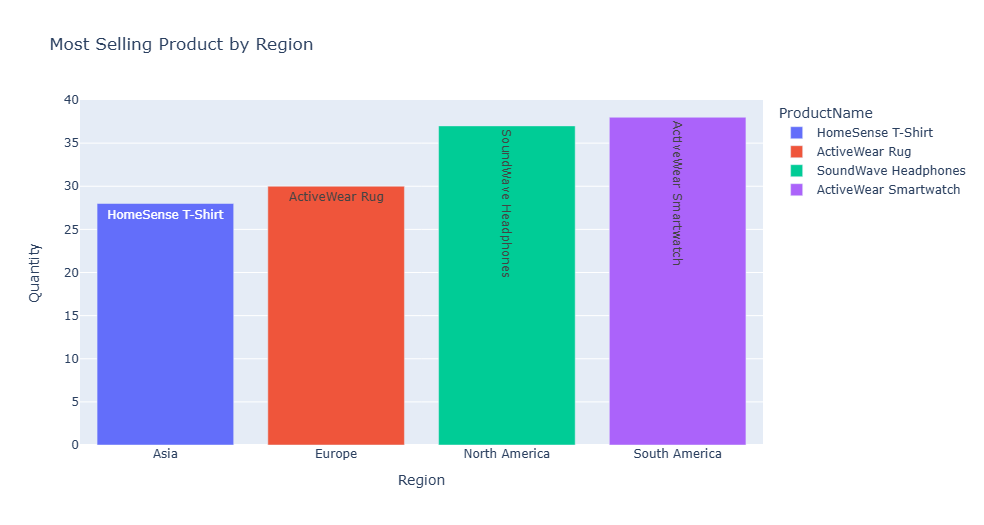 Most Selling Product by Region
40
35
30
25
20
15
10
5
0
Quantity
HomeSense T-Shirt
ActiveWear Rug
SoundWave Headphones
ActiveWear Smartwatch
Asia
Europe
North America
South America
Region
ProductName
HomeSense T-Shirt
ActiveWear Rug
SoundWave Headphones
ActiveWear Smartwatch